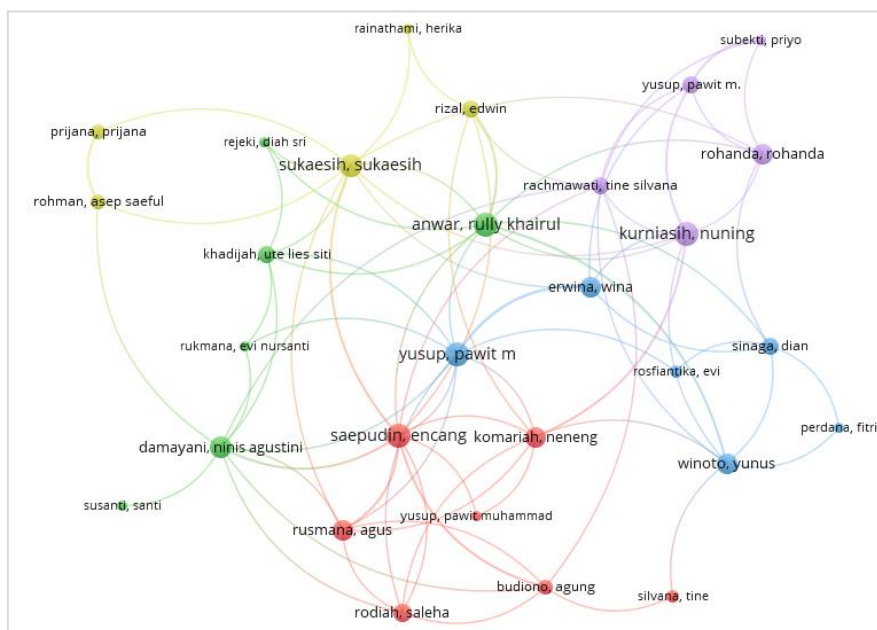 rainathami, herika
subekti, priyo
yusup, pawit m.
rizal, edwin
prijana, prijana
rejeki, diah sri
sukaesih, sukaesih
rohanda, rohanda
rachmawati, tine silvana
rohman, asep saeful
anwar, rully khairul
kurniasih, nuning
khadijah, ute lies siti
erwina, wina
rukmana, evi nursanti
yusup, pawit m
sinaga, dian
rosfiantika, evi
perdana, fitri
saepudin, encang
komariah, neneng
damayani, ninis agustini
winoto, yunus
susanti, santi
yusup, pawit muhammad
rusmana, agus
budiono, agung
silvana, tine
rodiah, saleha